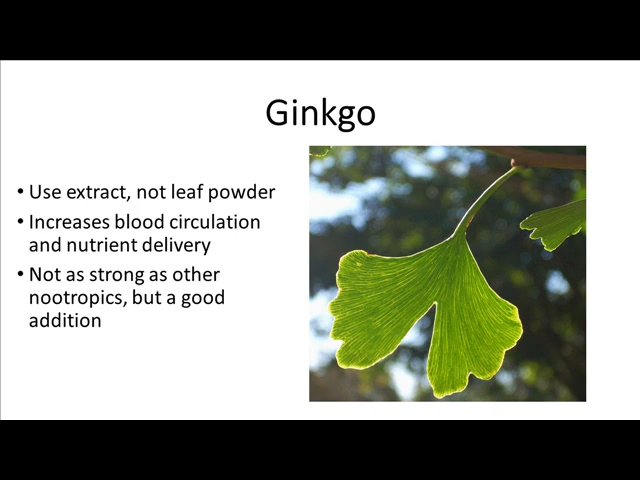 Ginkgo
• Use extract, not leaf powder
• Increases blood circulation
and nutrient delivery
• Not as strong as other
nootropics, but a good
addition